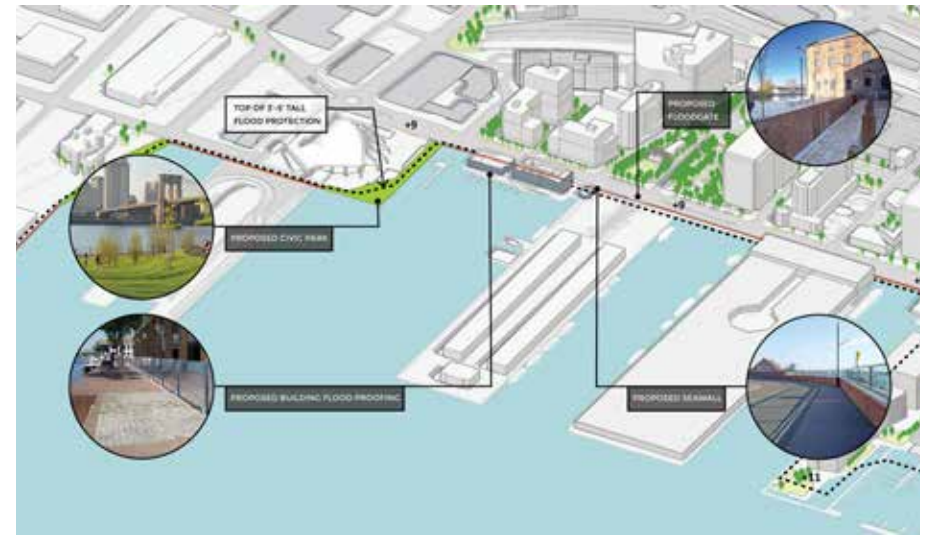 TOP OF 3'-5' TALL
FLOOD PROTECTION
+9
PROPOSED
FLOODGATE
+9
PROPOSED CIVIC PARK
PROPOSED BUILDING FLOOD PROOFING
PROPOSED SEAWALL
+11